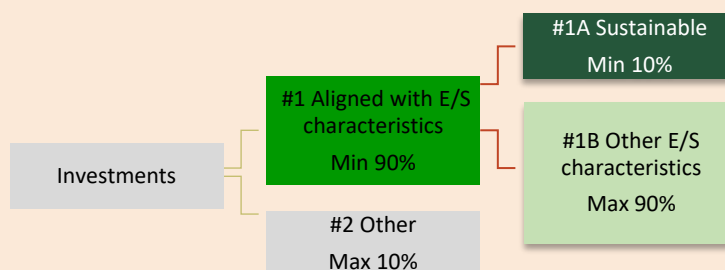 Investments
#1 Aligned with E/S
characteristics
Min 90%
#2 Other
Max 10%
#1A Sustainable
Min 10%
#1B Other E/S
characteristics
Max 90%